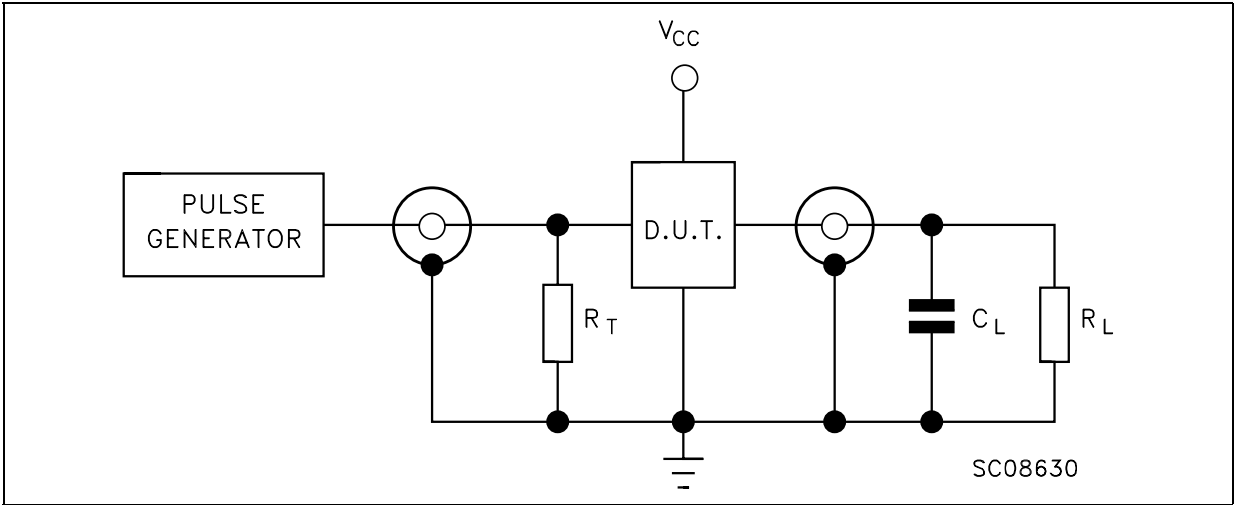 VCC
PULSE
GENERATOR
D.U.T.
RT
CL
RL
SC08630